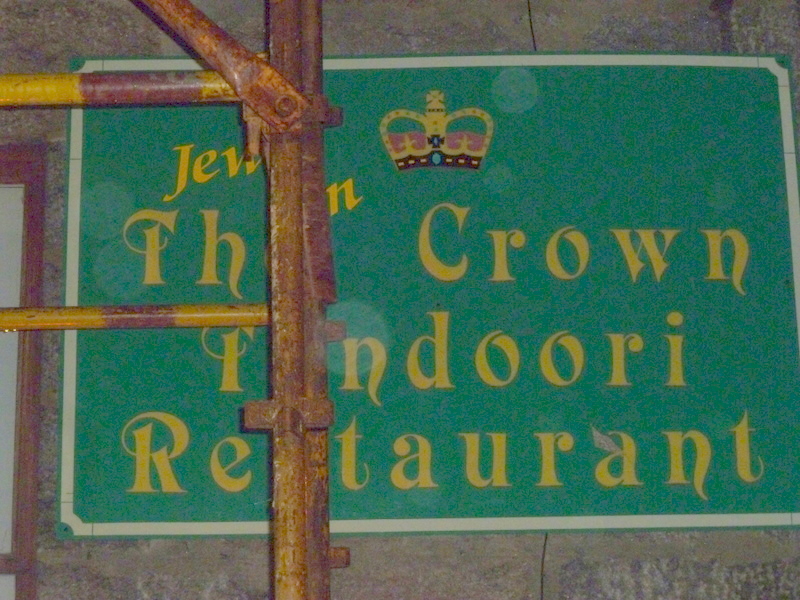 The Crown
Tandoori
Restaurant